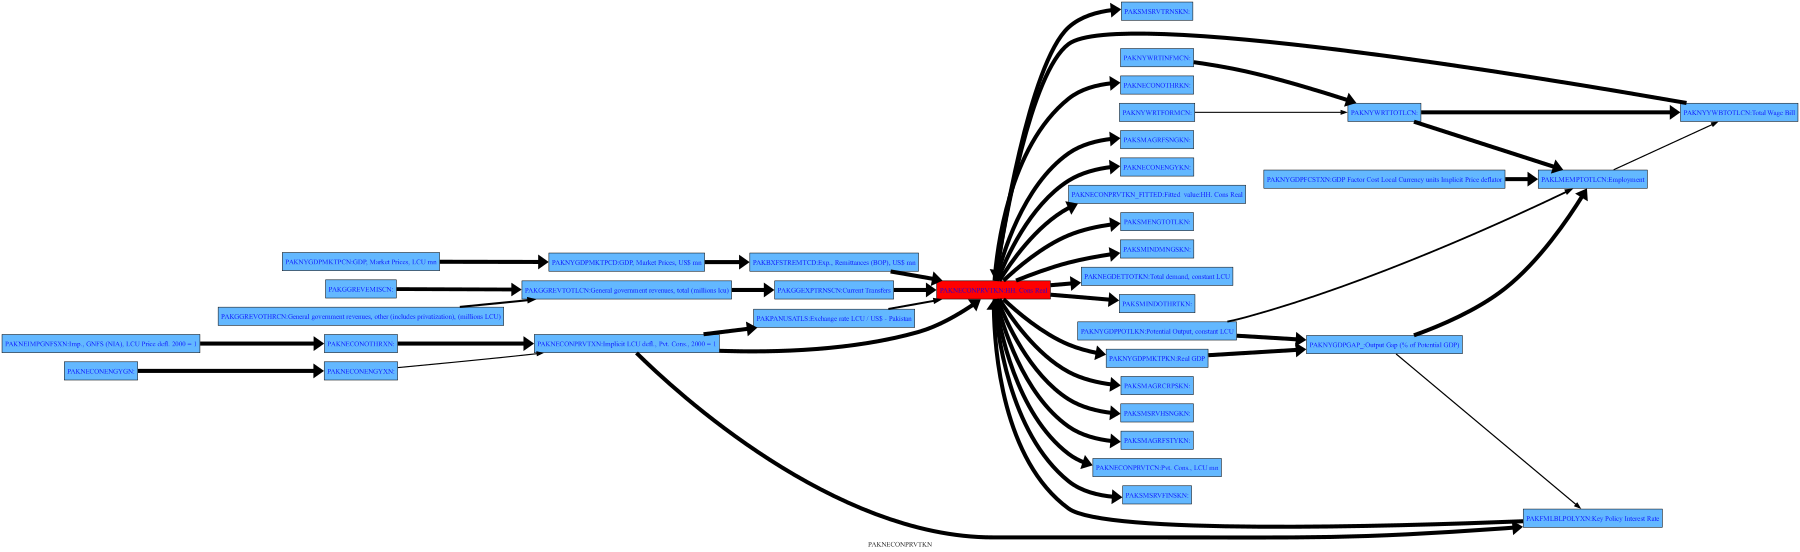 PAKSMSRVTRNSKN:
PAKNYWRTINFMCN:
PAKNECONOTHRKN:
PAKNYWRTFORMCN:
PAKNYWRTTOTLCN:
PAKNYYWBTOTLCN:Total Wage Bill
PAKSMAGRFSNGKN:
PAKNECONENGYKN:
PAKNYGDPFCSTXN:GDP Factor Cost Local Currency units Implicit Price deflator
PAKLMEMPTOTLCN:Employment
PAKNECONPRVTKN_FITTED:Fitted value:HH. Cons Real
PAKSMENGTOTLKN:
PAKSMINDMNGSKN:
PAKNYGDPMKTPCN:GDP, Market Prices, LCU mn
PAKNYGDPMKTPCD:GDP, Market Prices, US$ mn
PAKBXFSTREMTCD:Exp., Remittances (BOP), US$ mn
PAKNEGDETTOTKN:Total demand, constant LCU
PAKGGREVEMISCN:
PAKGGREVTOTLCN:General government revenues, total (millions lcu)
PAKGGEXPTRNSCN:Current Transfers
PAKNECONPRVTKN:HH. Cons Real
PAKSMINDOTHRTKN:
PAKGGREVOTHRCN:General government revenues, other (includes privatization), (millions LCU)
PAKPANUSATLS:Exchange rate LCU / US$ - Pakistan
PAKNYGDPPOTLKN:Potential Output, constant LCU
PAKNEIMPGNFSXN:Imp., GNFS (NIA), LCU Price defl. 2000 = 1
PAKNECONOTHRXN:
PAKNECONPRVTXN:Implicit LCU defl., Pvt. Cons., 2000 = 1
PAKNYGDPGAP_:Output Gap (% of Potential GDP)
PAKNYGDPMKTPKN:Real GDP
PAKNECONENGYGN:
PAKNECONENGYXN:
PAKSMAGRCRPSKN:
PAKSMSRVHSNGKN:
PAKSMAGRFSTYKN:
PAKNECONPRVTCN:Pvt. Cons., LCU mn
PAKSMSRVFINSKN:
PAKFMLBLPOLYXN:Key Policy Interest Rate
PAKNECONPRVTKN